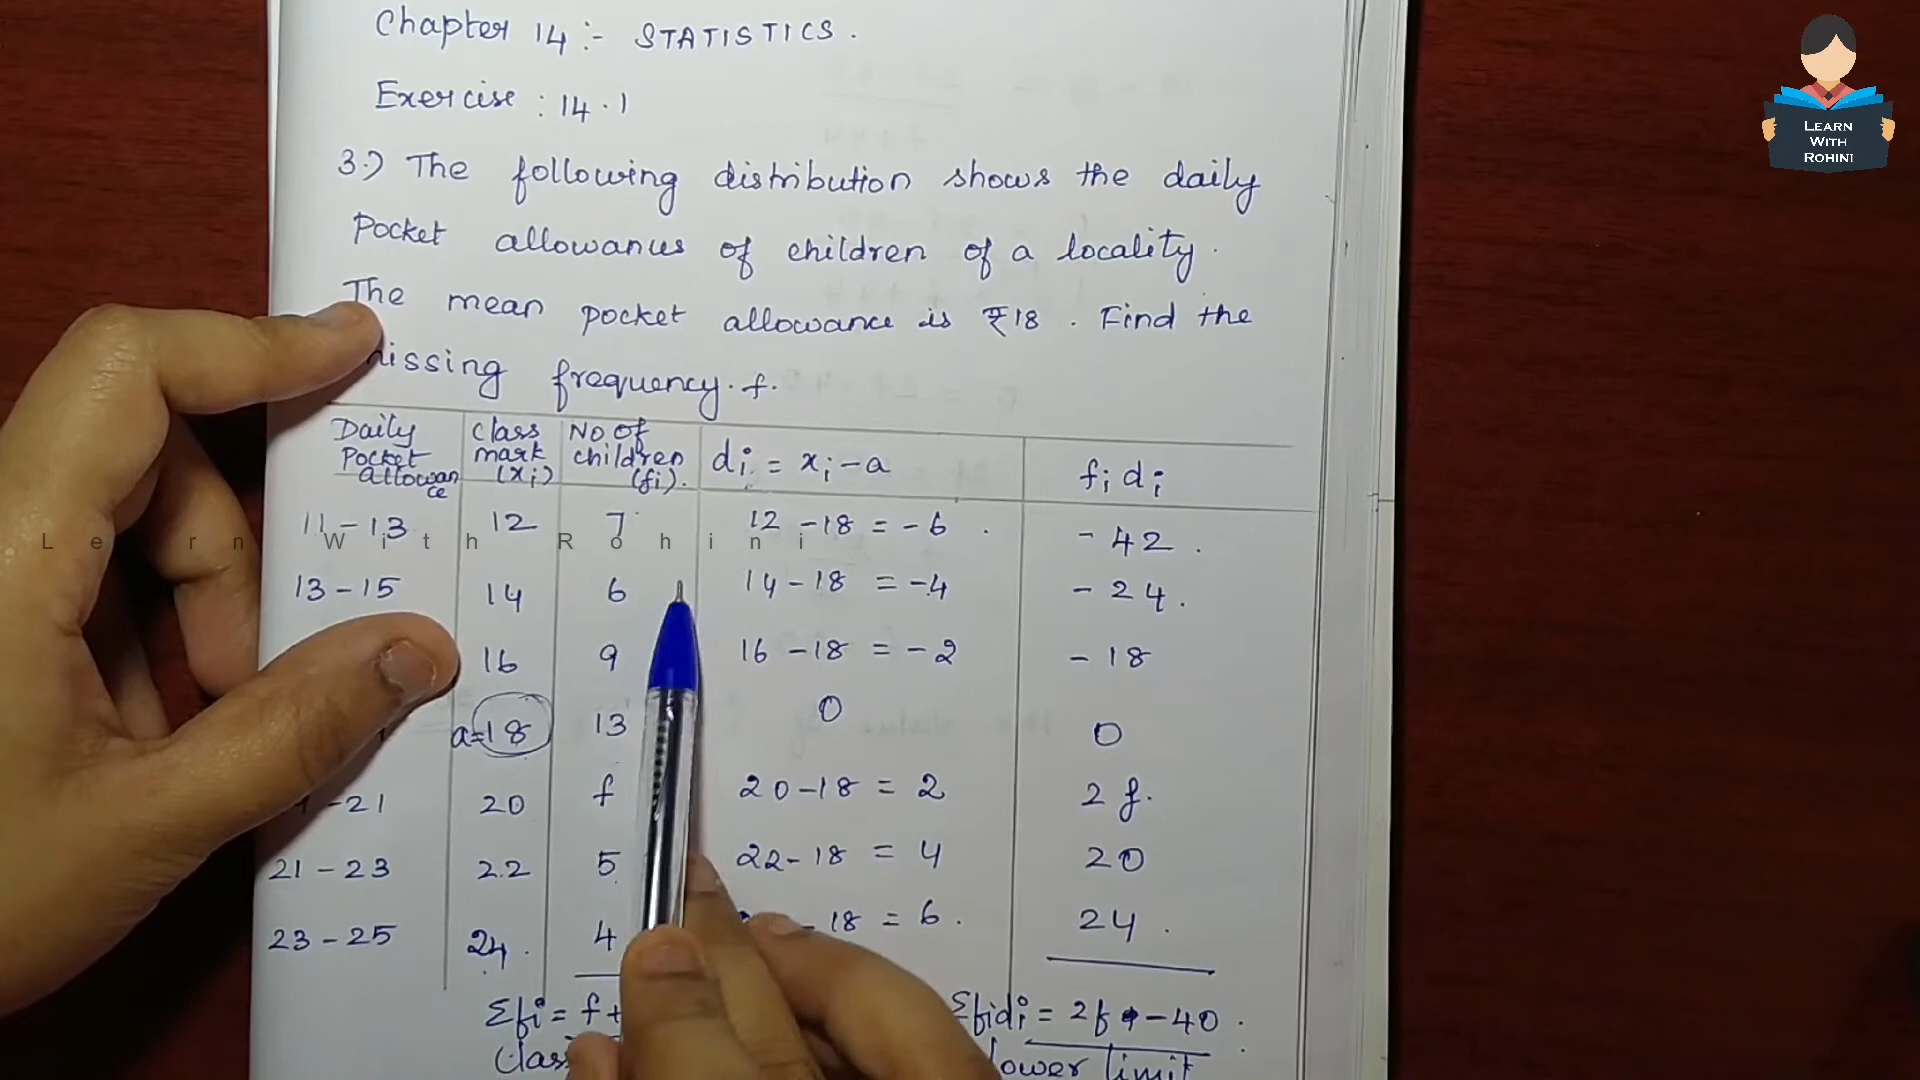 Chapter 14 :- STATISTICS.
Exercise : 14.1
3.) The following distribution shows the daily
Pocket allowances of children of a locality.
The mean pocket allowance is ₹18. Find the
missing frequency. f.
Daily Pocket Allowance | Class mark (xi) | No of children (fi). | di = xi - a | fi di
11 - 13 | 12 | 7 | 12 - 18 = - 6. | - 42.
13 - 15 | 14 | 6 | 14 - 18 = - 4 | - 24.
16 | 9 | 16 - 18 = - 2 | - 18
a=18 | 13 | 0 | 0
- 21 | 20 | f | 20 - 18 = 2 | 2f.
21 - 23 | 22 | 5 | 22 - 18 = 4 | 20
23 - 25 | 24. | 4 | - 18 = 6. | 24.
Σfi = f + Σfidi = 2f - 40.
Class lower limit
Learn With Rohini
LEARN
WITH
ROHINI